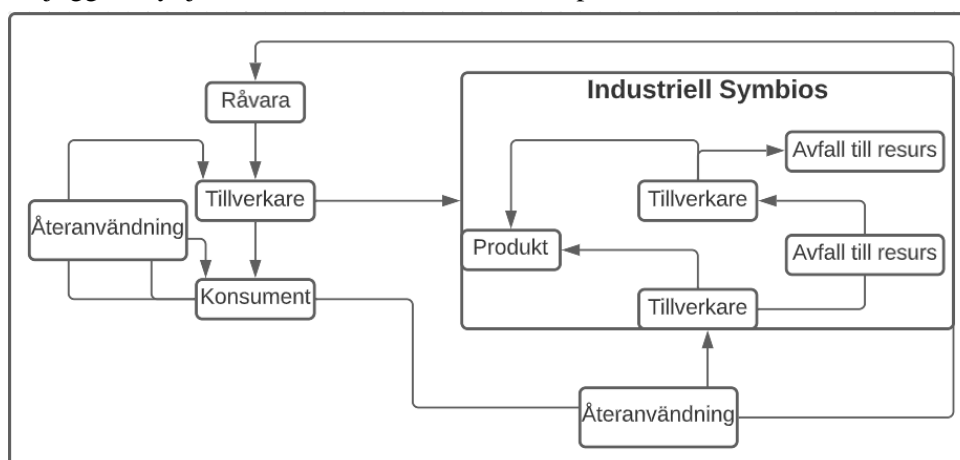 Industriell Symbios
Råvara
Avfall till resurs
Tillverkare
Tillverkare
Återanvändning
Produkt
Avfall till resurs
Konsument
Tillverkare
Återanvändning